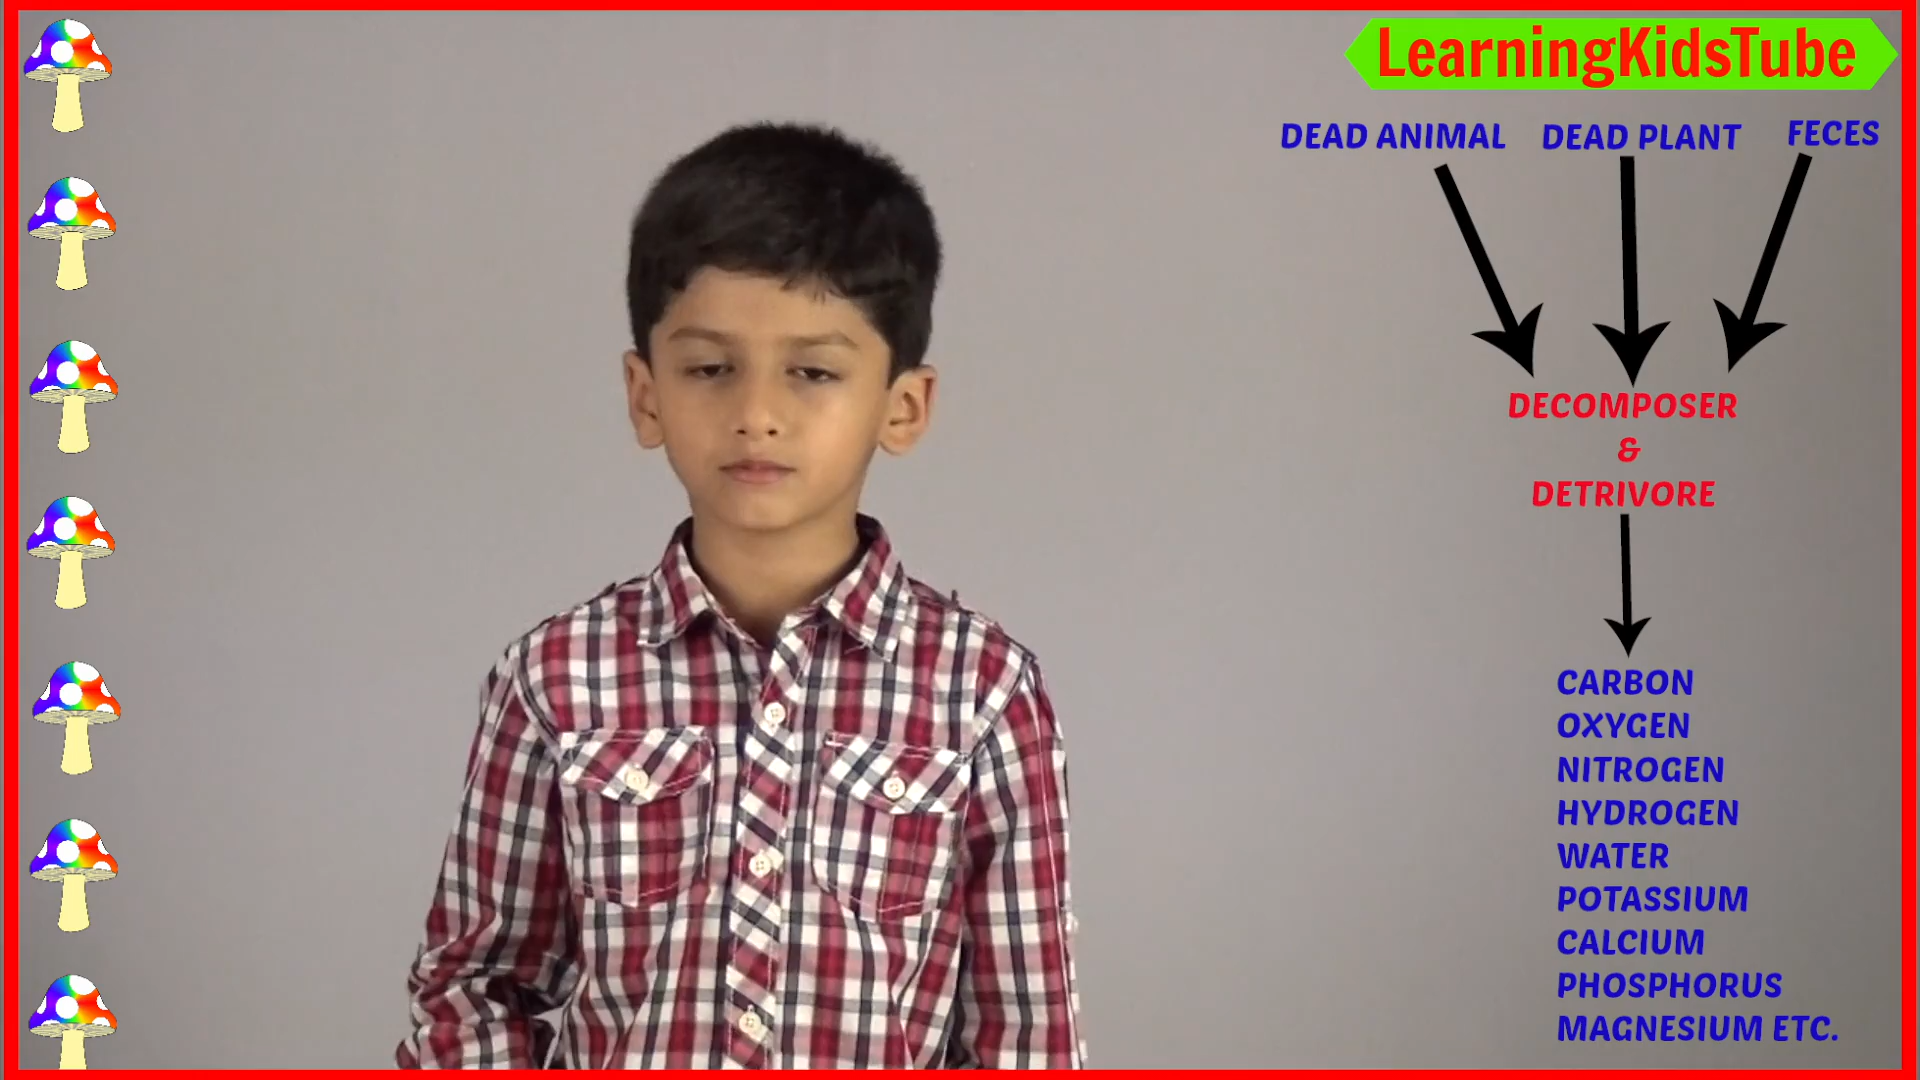 LearningKidsTube
DEAD ANIMAL DEAD PLANT FECES
DECOMPOSER
&
DETRIVORE
CARBON
OXYGEN
NITROGEN
HYDROGEN
WATER
POTASSIUM
CALCIUM
PHOSPHORUS
MAGNESIUM ETC.